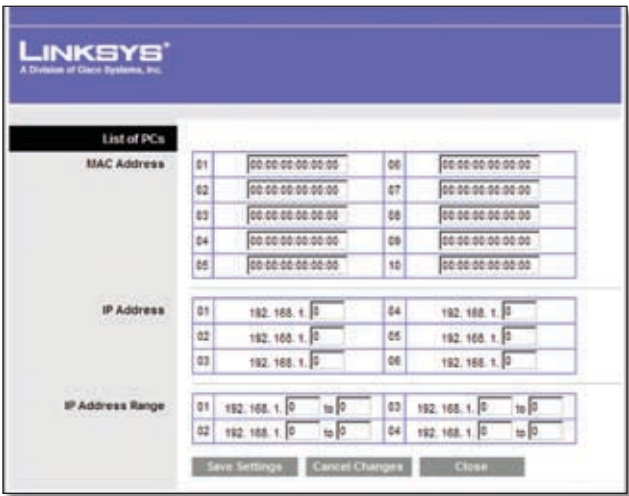 LINKSYS®
A Division of Cisco Systems, Inc.
List of PCs
MAC Address
01 00:00:00:00:00:00 06 00:00:00:00:00:00
02 00:00:00:00:00:00 07 00:00:00:00:00:00
03 00:00:00:00:00:00 08 00:00:00:00:00:00
04 00:00:00:00:00:00 09 00:00:00:00:00:00
05 00:00:00:00:00:00 10 00:00:00:00:00:00
IP Address
01 192.168.1. 0 04 192.168.1. 0
02 192.168.1. 0 05 192.168.1. 0
03 192.168.1. 0 06 192.168.1. 0
IP Address Range
01 192.168.1. 0 to 0 03 192.168.1. 0 to 0
02 192.168.1. 0 to 0 04 192.168.1. 0 to 0
Save Settings Cancel Changes Close